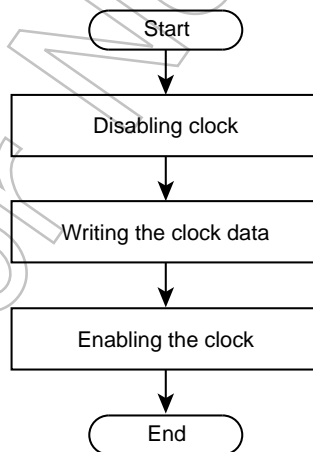 Start
Disabling clock
Writing the clock data
Enabling the clock
End